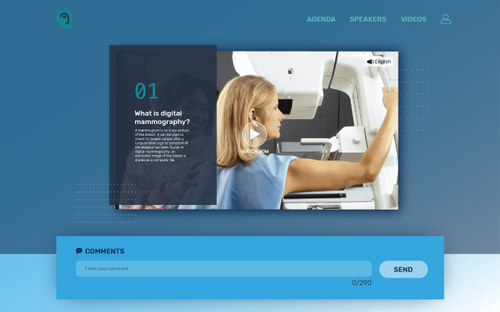 AGENDA SPEAKERS VIDEOS
English
01
What is digital
mammography?
A mammogram is an x-ray picture
of the breast. It can be used to
check for breast cancer after a
lump or other sign or symptom of
the disease has been found. In
digital mammography, an
electronic image of the breast is
stored as a computer file.
WATCH NOW
COMMENTS
Enter your comment...
SEND
0/290